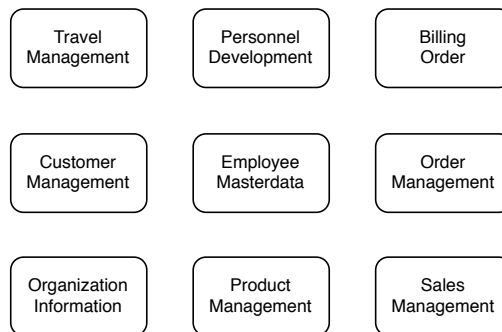 Travel
Management
Personnel
Development
Billing
Order
Customer
Management
Employee
Masterdata
Order
Management
Organization
Information
Product
Management
Sales
Management